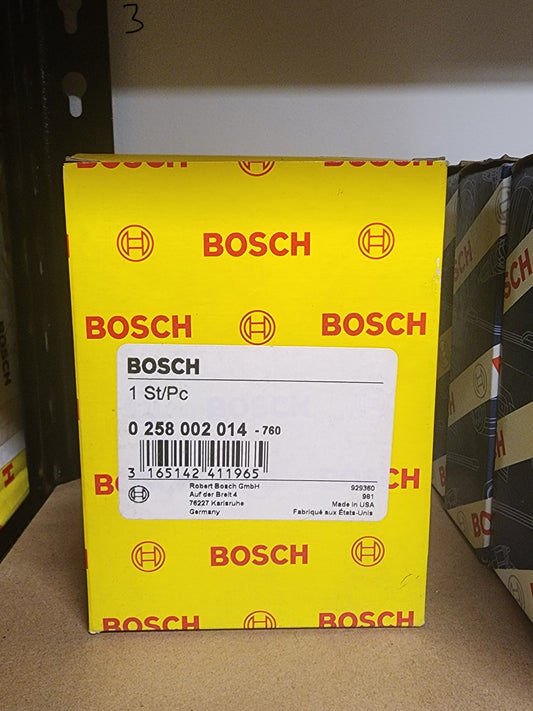 3
BOSCH BOSCH
BOSCH
BOSCH BOSCH
BOSCH
1 St/Pc
0 258 002 014 - 760
3 165142 411965
Robert Bosch GmbH
Auf der Breit 4
76227 Karlsruhe
Germany
929360
981
Made in USA
Fabriqué aux États-Unis
BOSCH
BOSCH BOSCH
BOSCH
BOSCH